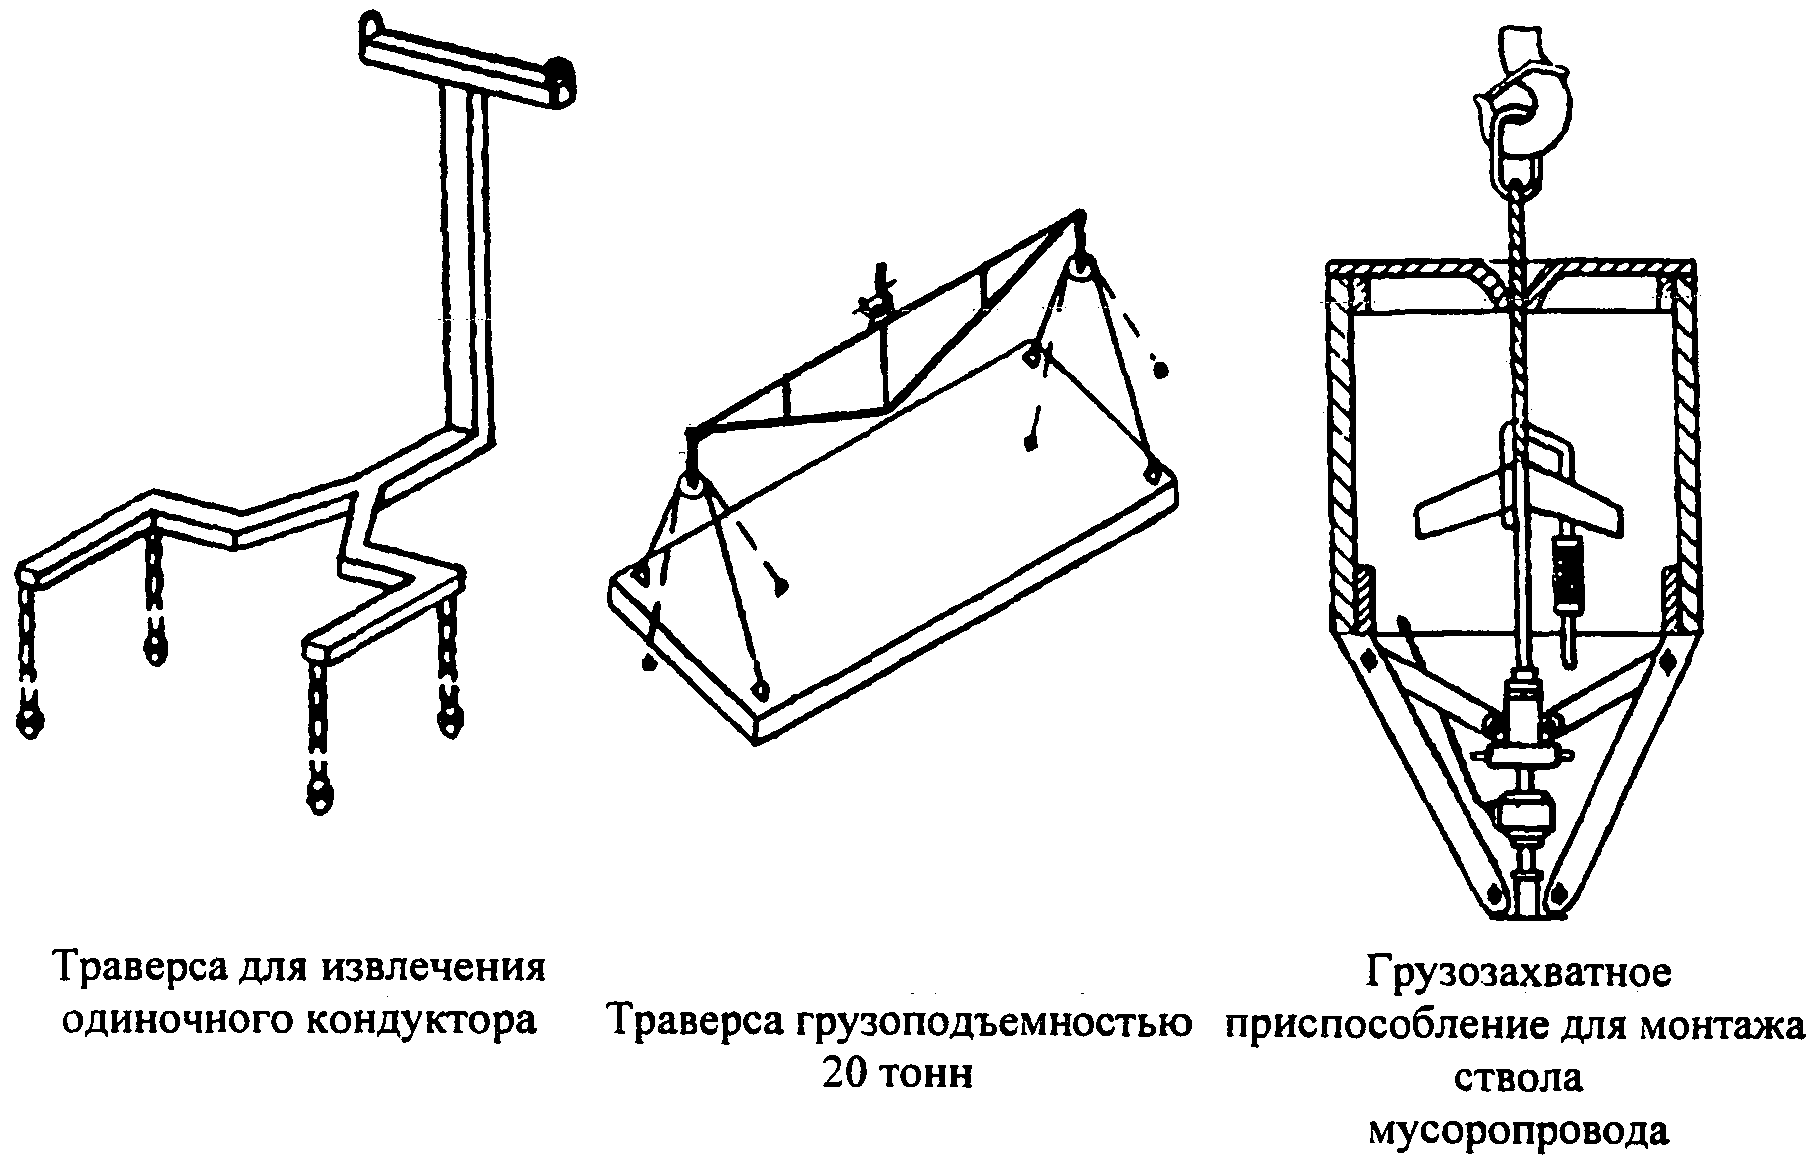 Траверса для извлечения
одиночного кондуктора
Траверса грузоподъемностью
20 тонн
Грузозахватное
приспособление для монтажа
ствола
мусоропровода